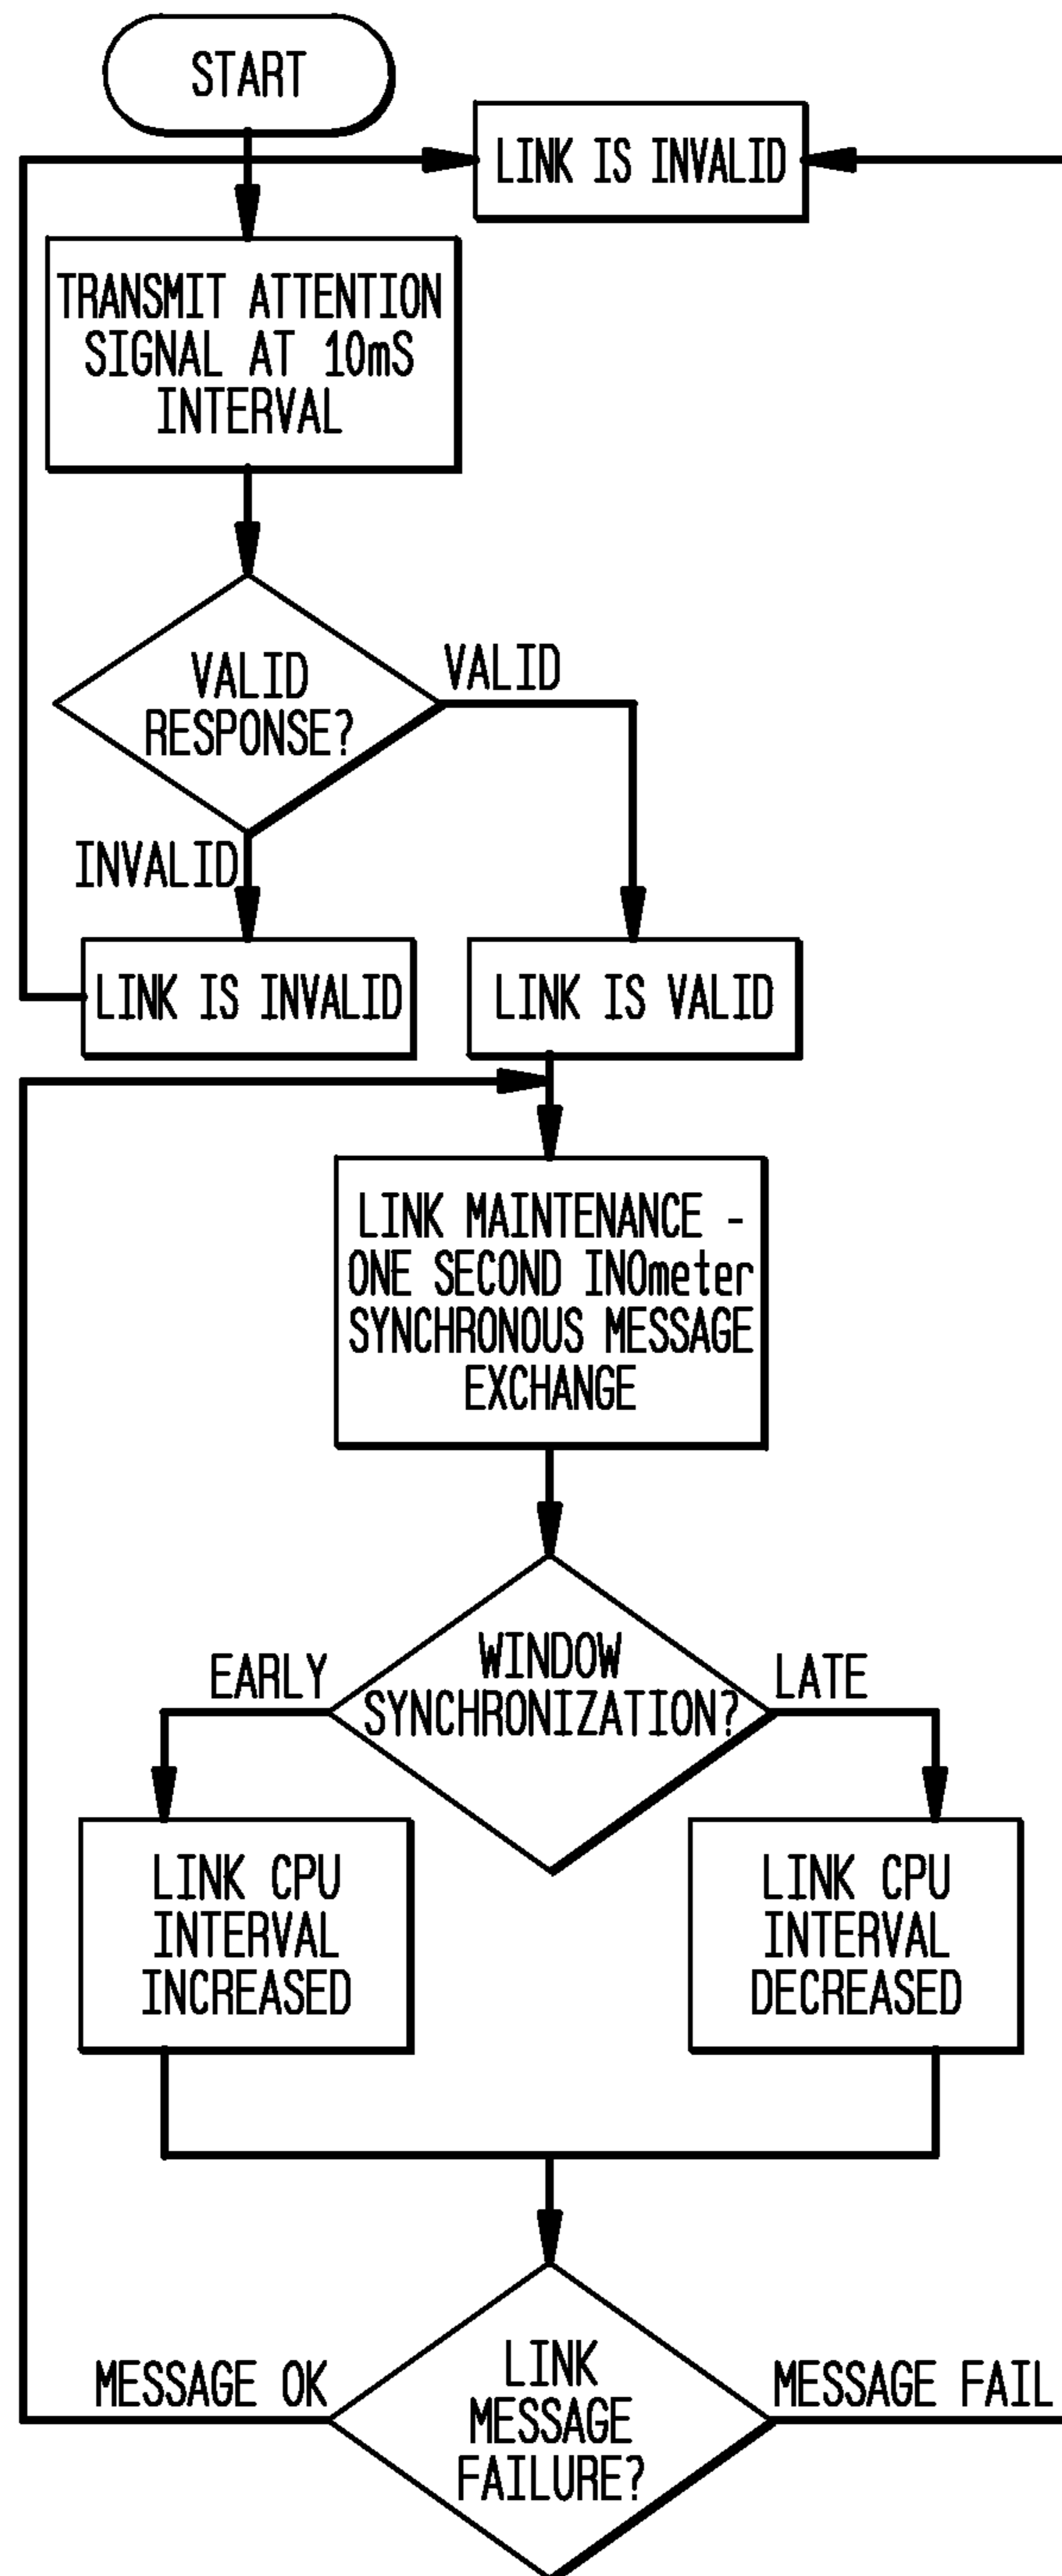 START
LINK IS INVALID
TRANSMIT ATTENTION
SIGNAL AT 10mS
INTERVAL
VALID
RESPONSE?
VALID
INVALID
LINK IS INVALID
LINK IS VALID
LINK MAINTENANCE -
ONE SECOND INOmeter
SYNCHRONOUS MESSAGE
EXCHANGE
WINDOW
SYNCHRONIZATION?
EARLY
LATE
LINK CPU
INTERVAL
INCREASED
LINK CPU
INTERVAL
DECREASED
LINK
MESSAGE
FAILURE?
MESSAGE OK
MESSAGE FAIL